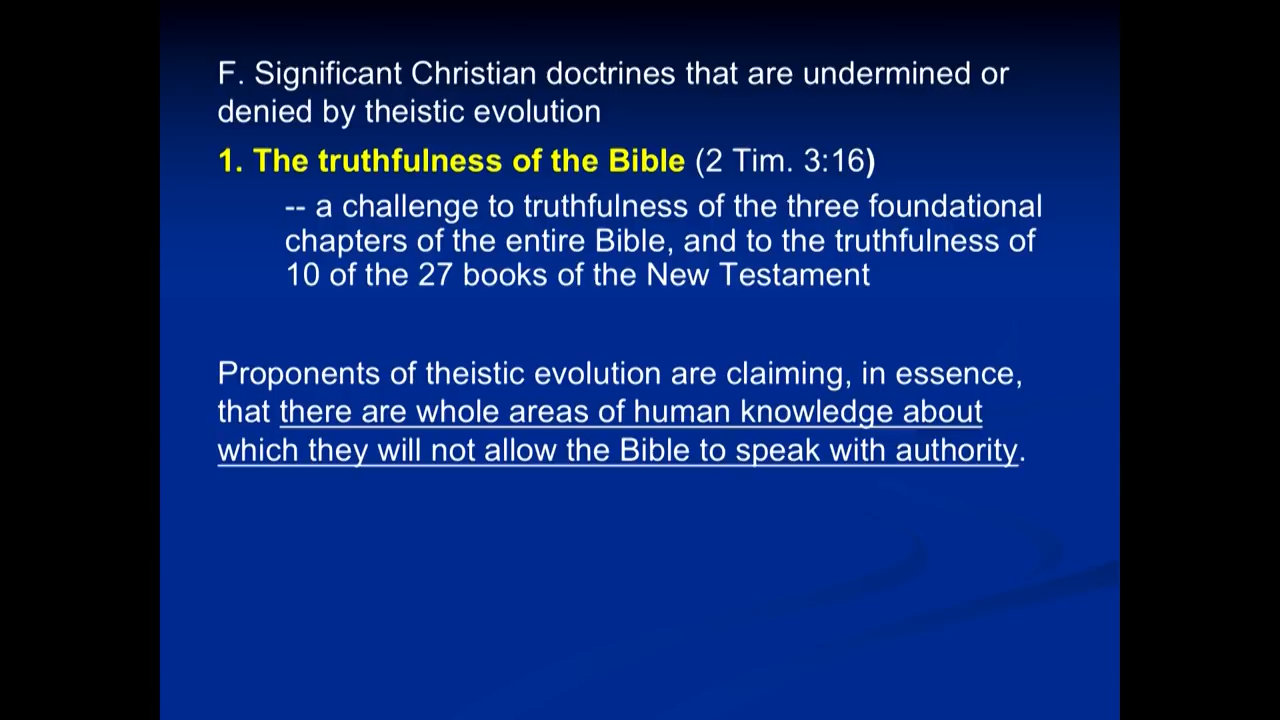 F. Significant Christian doctrines that are undermined or
denied by theistic evolution
1. The truthfulness of the Bible (2 Tim. 3:16)
-- a challenge to truthfulness of the three foundational
chapters of the entire Bible, and to the truthfulness of
10 of the 27 books of the New Testament
Proponents of theistic evolution are claiming, in essence,
that there are whole areas of human knowledge about
which they will not allow the Bible to speak with authority.